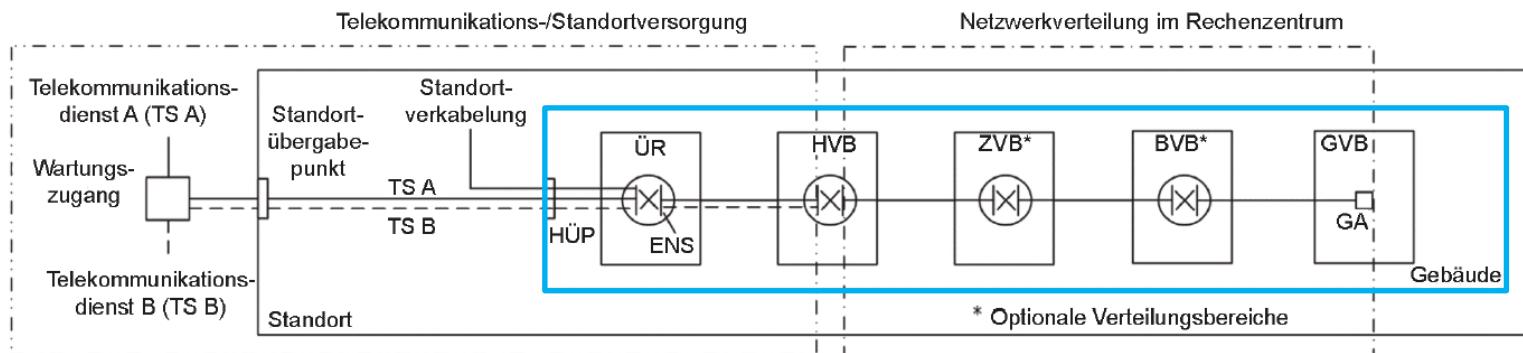 Telekommunikations-/Standortversorgung
Netzwerkverteilung im Rechenzentrum
Telekommunikations-
dienst A (TS A)
Wartungs-
zugang
Telekommunikations-
dienst B (TS B)
Standort-
übergabe-
punkt
Standort-
verkabelung
TS A
TS B
HÜP
ÜR
ENS
HVB
ZVB*
BVB*
GVB
GA
Gebäude
Standort
* Optionale Verteilungsbereiche